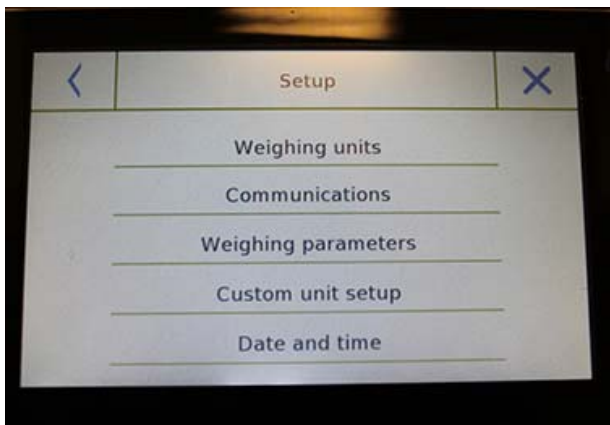 Setup
Weighing units
Communications
Weighing parameters
Custom unit setup
Date and time